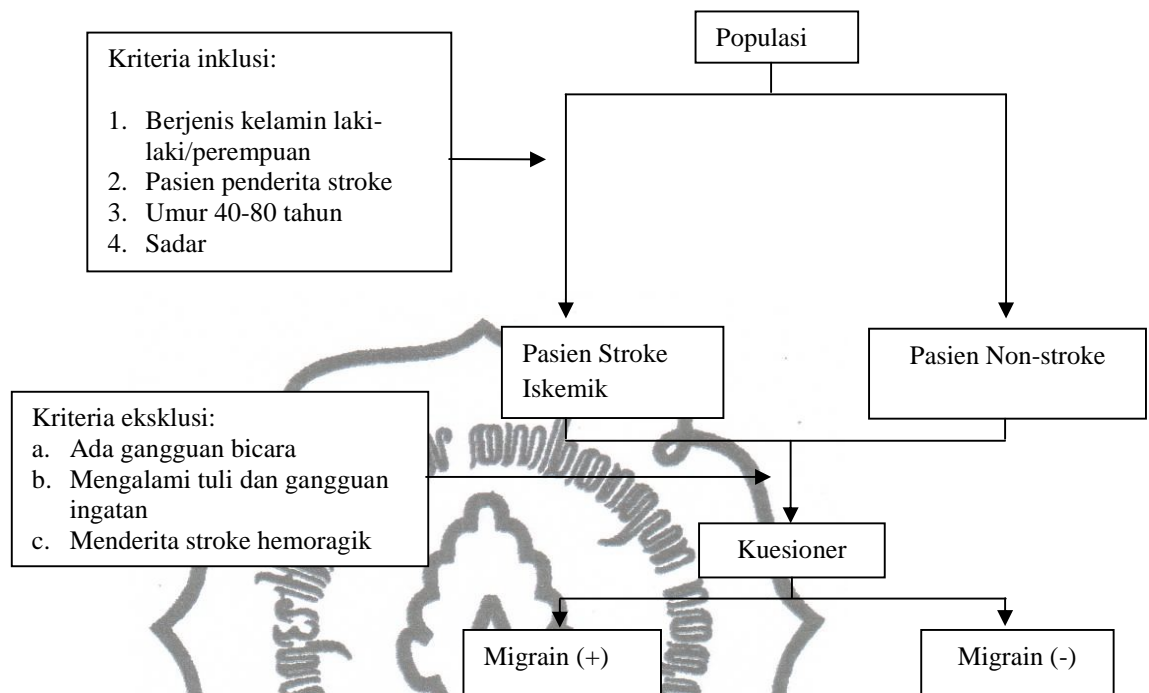 Populasi
Kriteria inklusi:
1. Berjenis kelamin laki-
laki/perempuan
2. Pasien penderita stroke
3. Umur 40-80 tahun
4. Sadar
Pasien Stroke
Iskemik
Pasien Non-stroke
Kriteria eksklusi:
a. Ada gangguan bicara
b. Mengalami tuli dan gangguan
ingatan
c. Menderita stroke hemoragik
Kuesioner
Migrain (+)
Migrain (-)